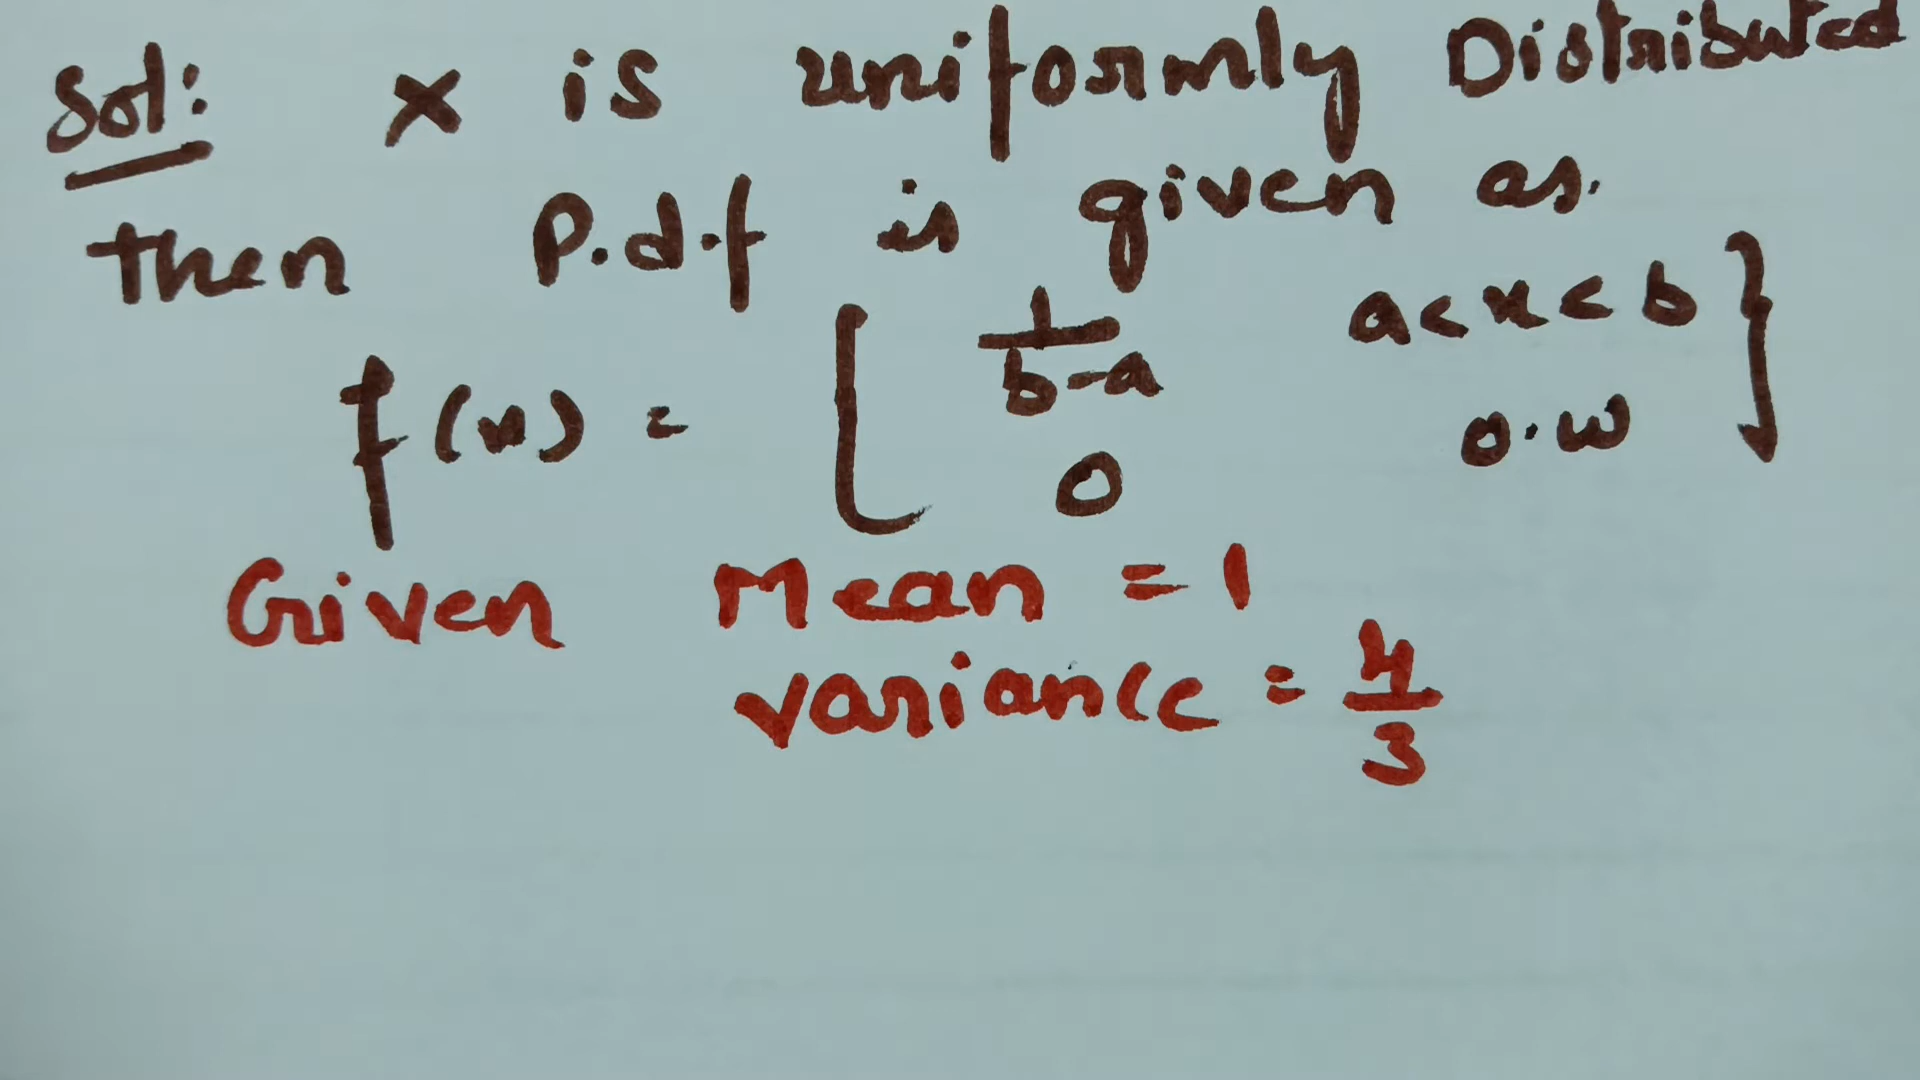 Sol: X is uniformly Distributed
then P.d.f is given as.
f(x) = [ 1/b-a a<x<b }
0 o.w
Given Mean = 1
variance = 4/3